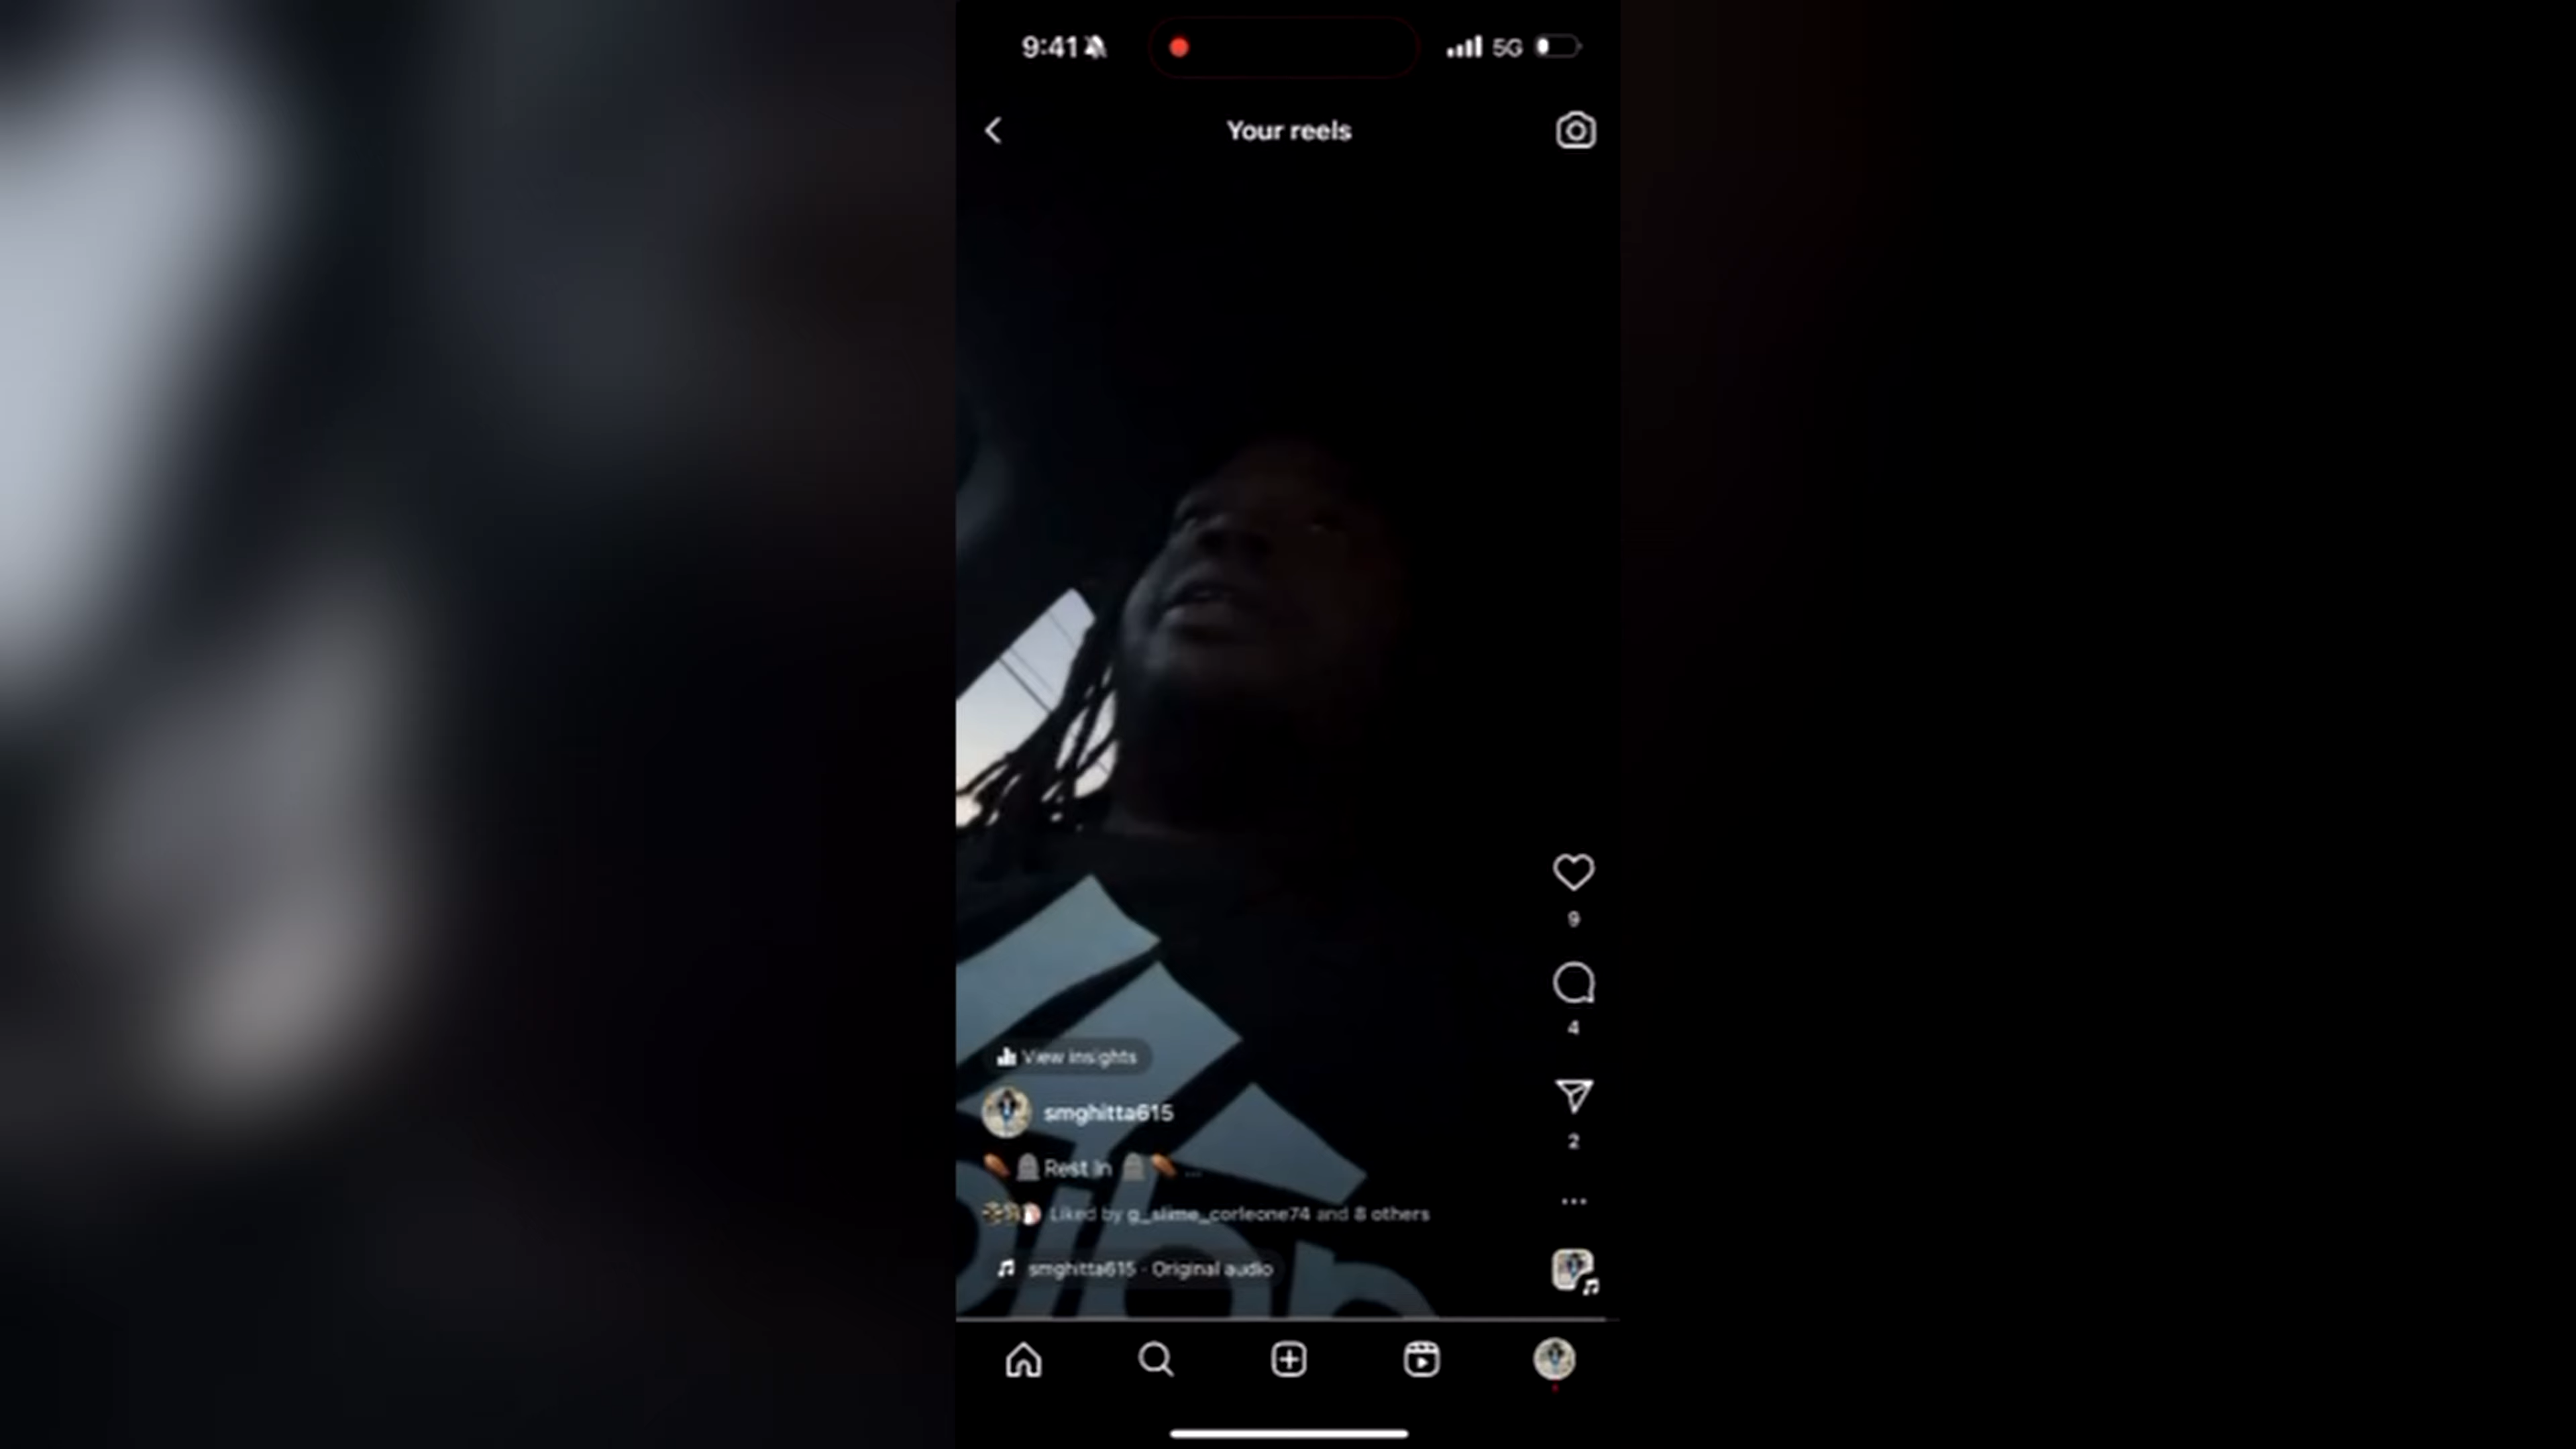 9:41
5G
Your reels
9
4
2
View insights
smghitta615
Rest in
...
Liked by g_slime_corleone74 and 8 others
smghitta615 · Original audio